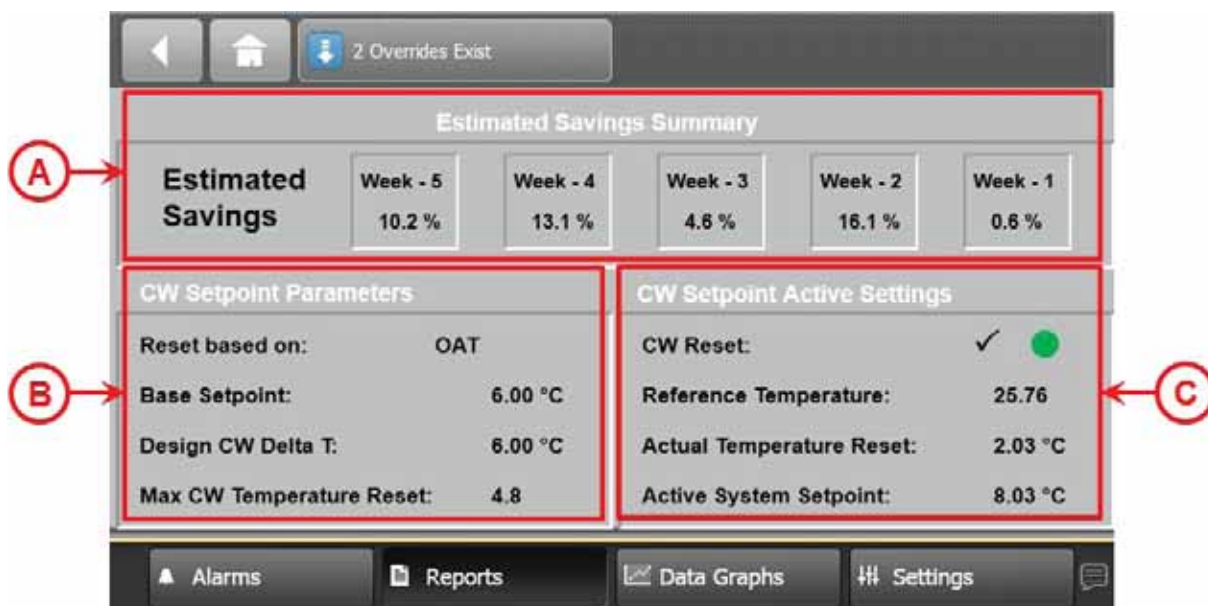 2 Overrides Exist
Estimated Savings Summary
A
Estimated
Savings
Week - 5
10.2 %
Week - 4
13.1 %
Week - 3
4.6 %
Week - 2
16.1 %
Week - 1
0.6 %
CW Setpoint Parameters
B
Reset based on: OAT
Base Setpoint: 6.00 °C
Design CW Delta T: 6.00 °C
Max CW Temperature Reset: 4.8
CW Setpoint Active Settings
C
CW Reset: ✓
Reference Temperature: 25.76
Actual Temperature Reset: 2.03 °C
Active System Setpoint: 8.03 °C
Alarms
Reports
Data Graphs
Settings